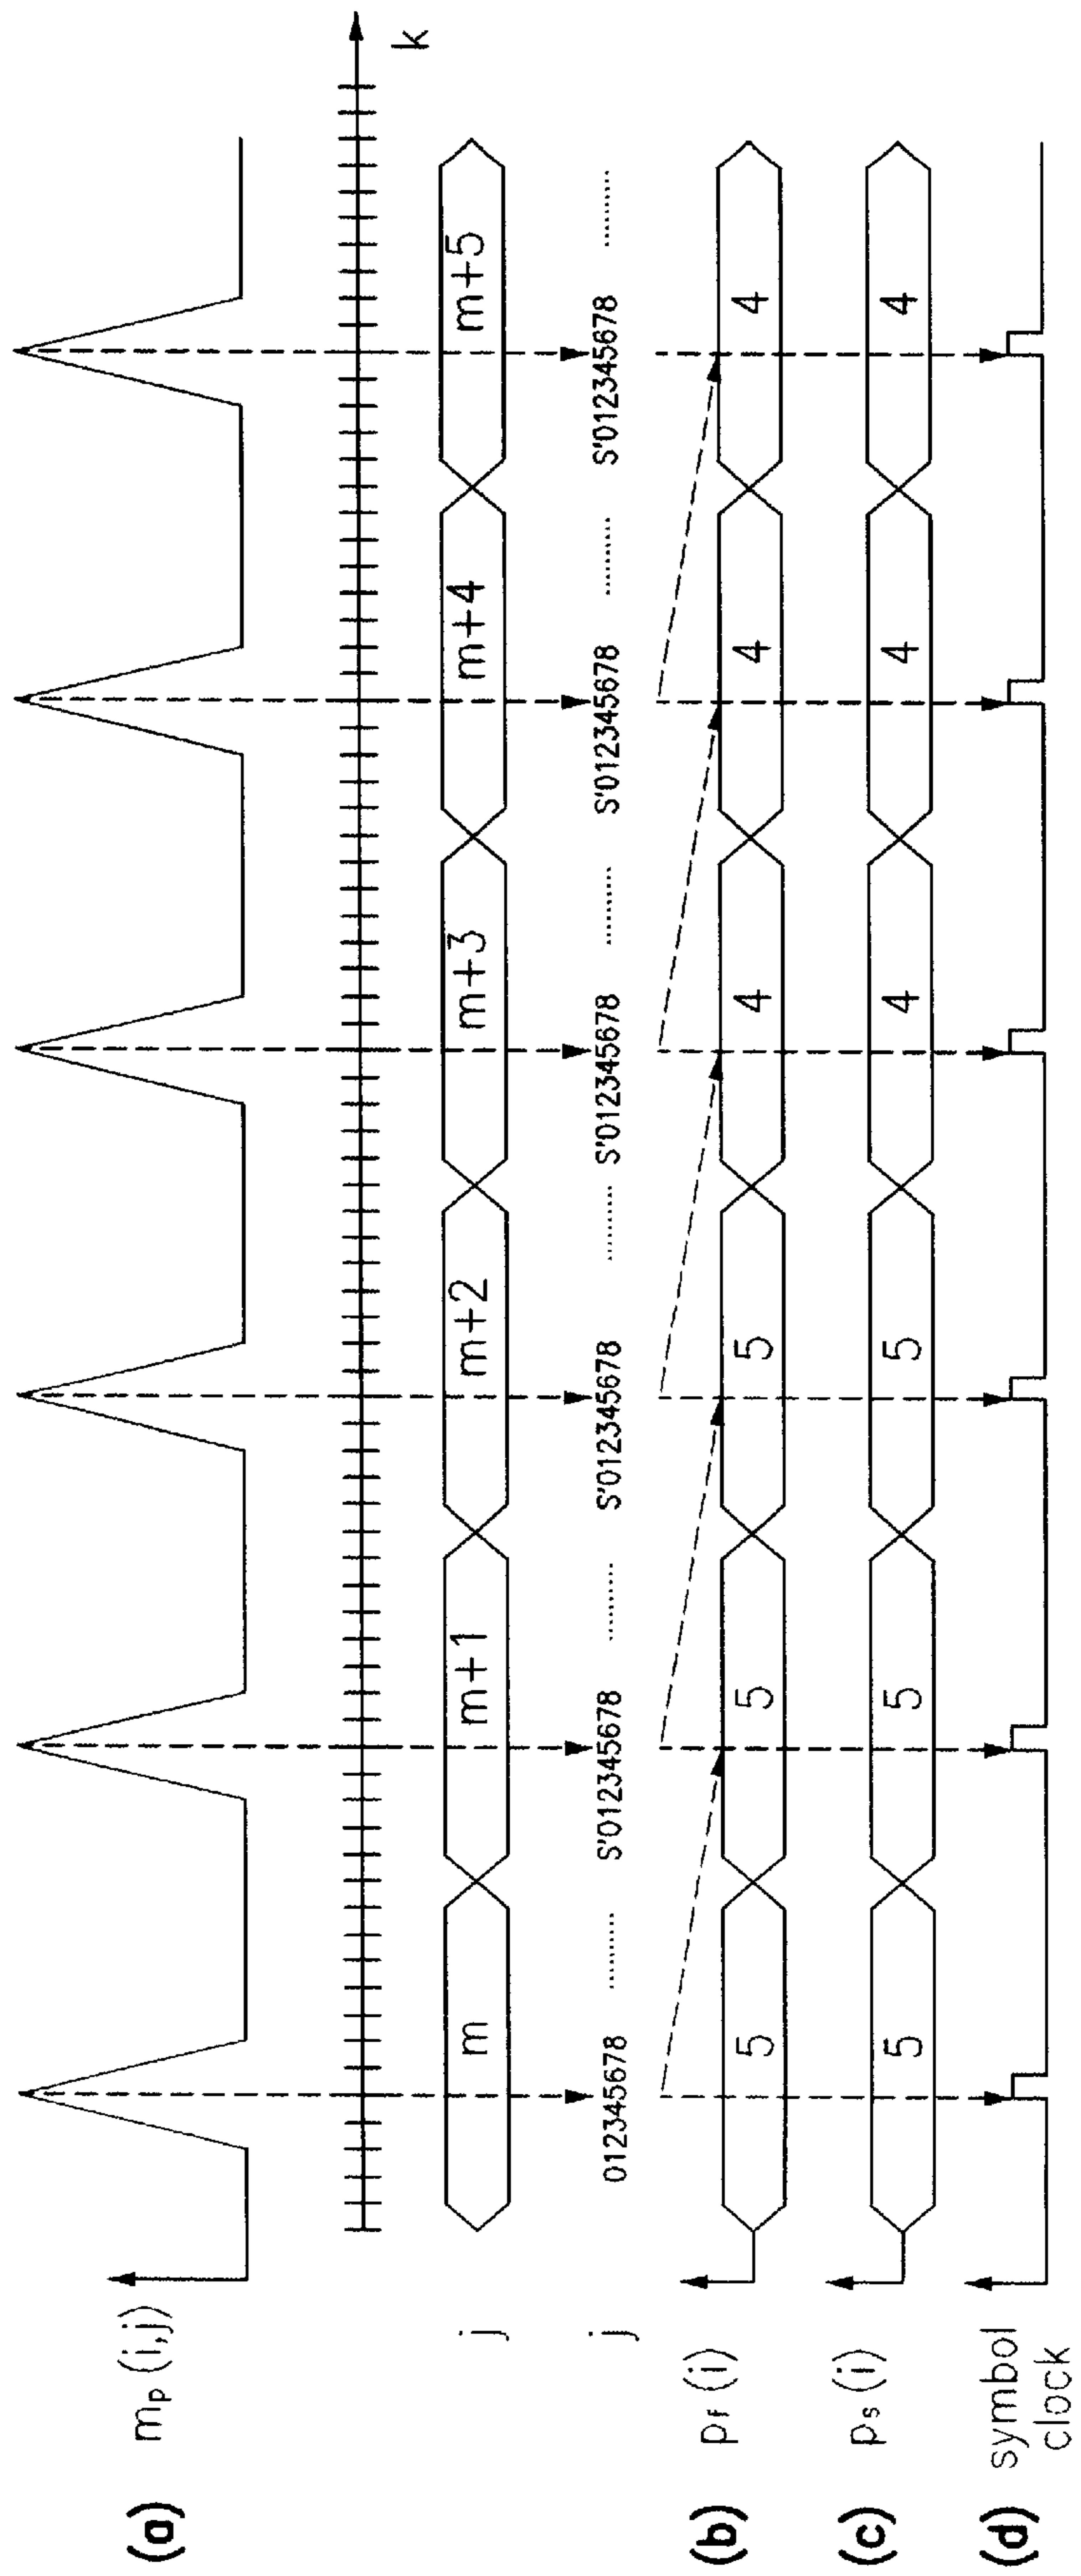 (a) mp (i,j)
k
j m m+1 m+2 m+3 m+4 m+5
j 012345678 ......... S'012345678 ......... S'012345678 ......... S'012345678 ......... S'012345678 ......... S'012345678 .........
(b) pf (i) 5 5 5 4 4 4
(c) ps (i) 5 5 5 4 4 4
(d) symbol
clock